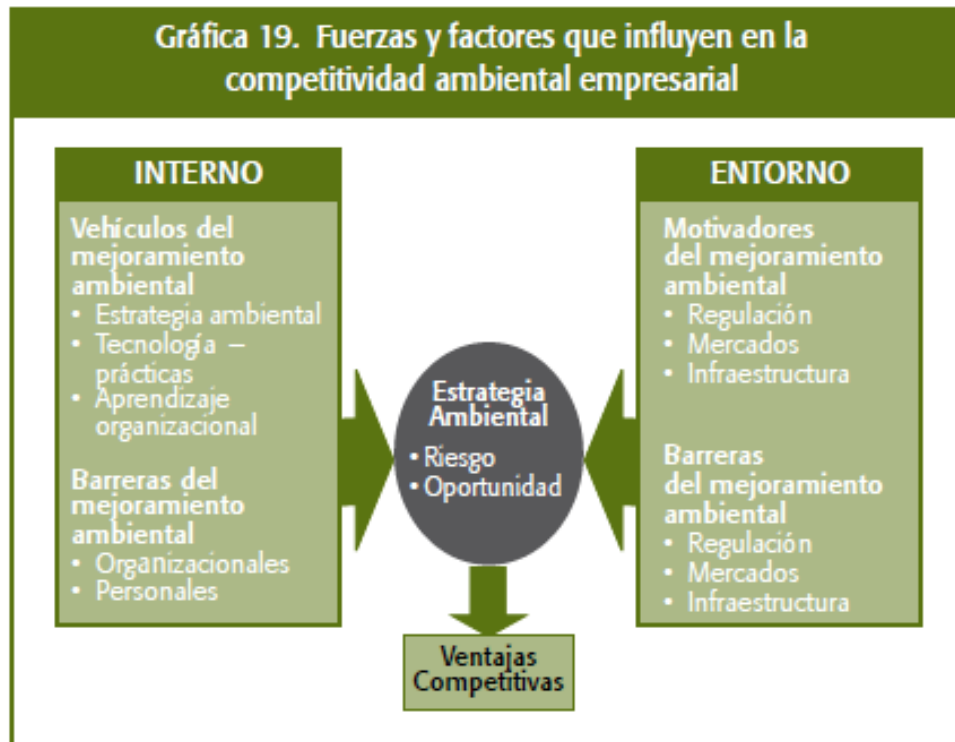 Gráfica 19. Fuerzas y factores que influyen en la
competitividad ambiental empresarial
INTERNO
Vehículos del
mejoramiento
ambiental
• Estrategia ambiental
• Tecnología –
prácticas
• Aprendizaje
organizacional
Barreras del
mejoramiento
ambiental
• Organizacionales
• Personales
Estrategia
Ambiental
• Riesgo
• Oportunidad
Ventajas
Competitivas
ENTORNO
Motivadores
del mejoramiento
ambiental
• Regulación
• Mercados
• Infraestructura
Barreras
del mejoramiento
ambiental
• Regulación
• Mercados
• Infraestructura